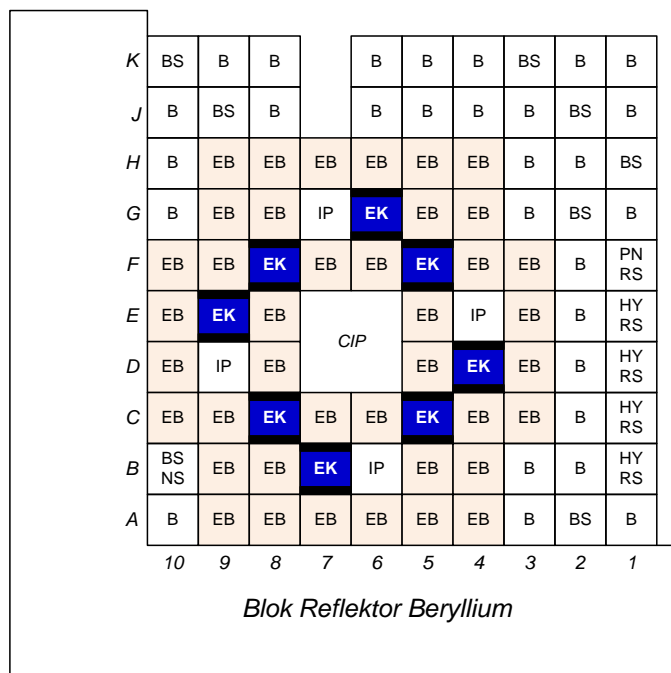 K BS B B B B B BS B B
J B BS B B B B B BS B
H B EB EB EB EB EB EB B B BS
G B EB EB IP EK EB EB B BS B
F EB EB EK EB EB EK EB EB B PN RS
E EB EK EB CIP EB IP EB B HY RS
D EB IP EB EB EK EB B HY RS
C EB EB EK EB EB EK EB EB B HY RS
B BS NS EB EB EK IP EB EB B B HY RS
A B EB EB EB EB EB EB B BS B
10 9 8 7 6 5 4 3 2 1
Blok Reflektor Beryllium